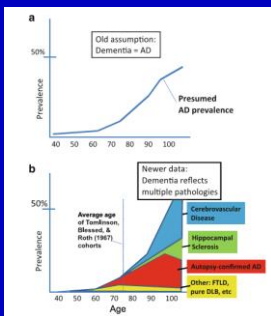 a
Old assumption:
Dementia = AD
50%
Prevalence
Presumed
AD prevalence
40 50 60 70 80 90 100
b
Newer data:
Dementia reflects
multiple pathologies
50%
Prevalence
Average age
of Tomlinson,
Blessed, &
Roth (1967)
cohorts
Cerebrovascular
Disease
Hippocampal
Sclerosis
Autopsy-confirmed AD
Other: FTLD,
pure DLB, etc
40 50 60 70 80 90 100
Age